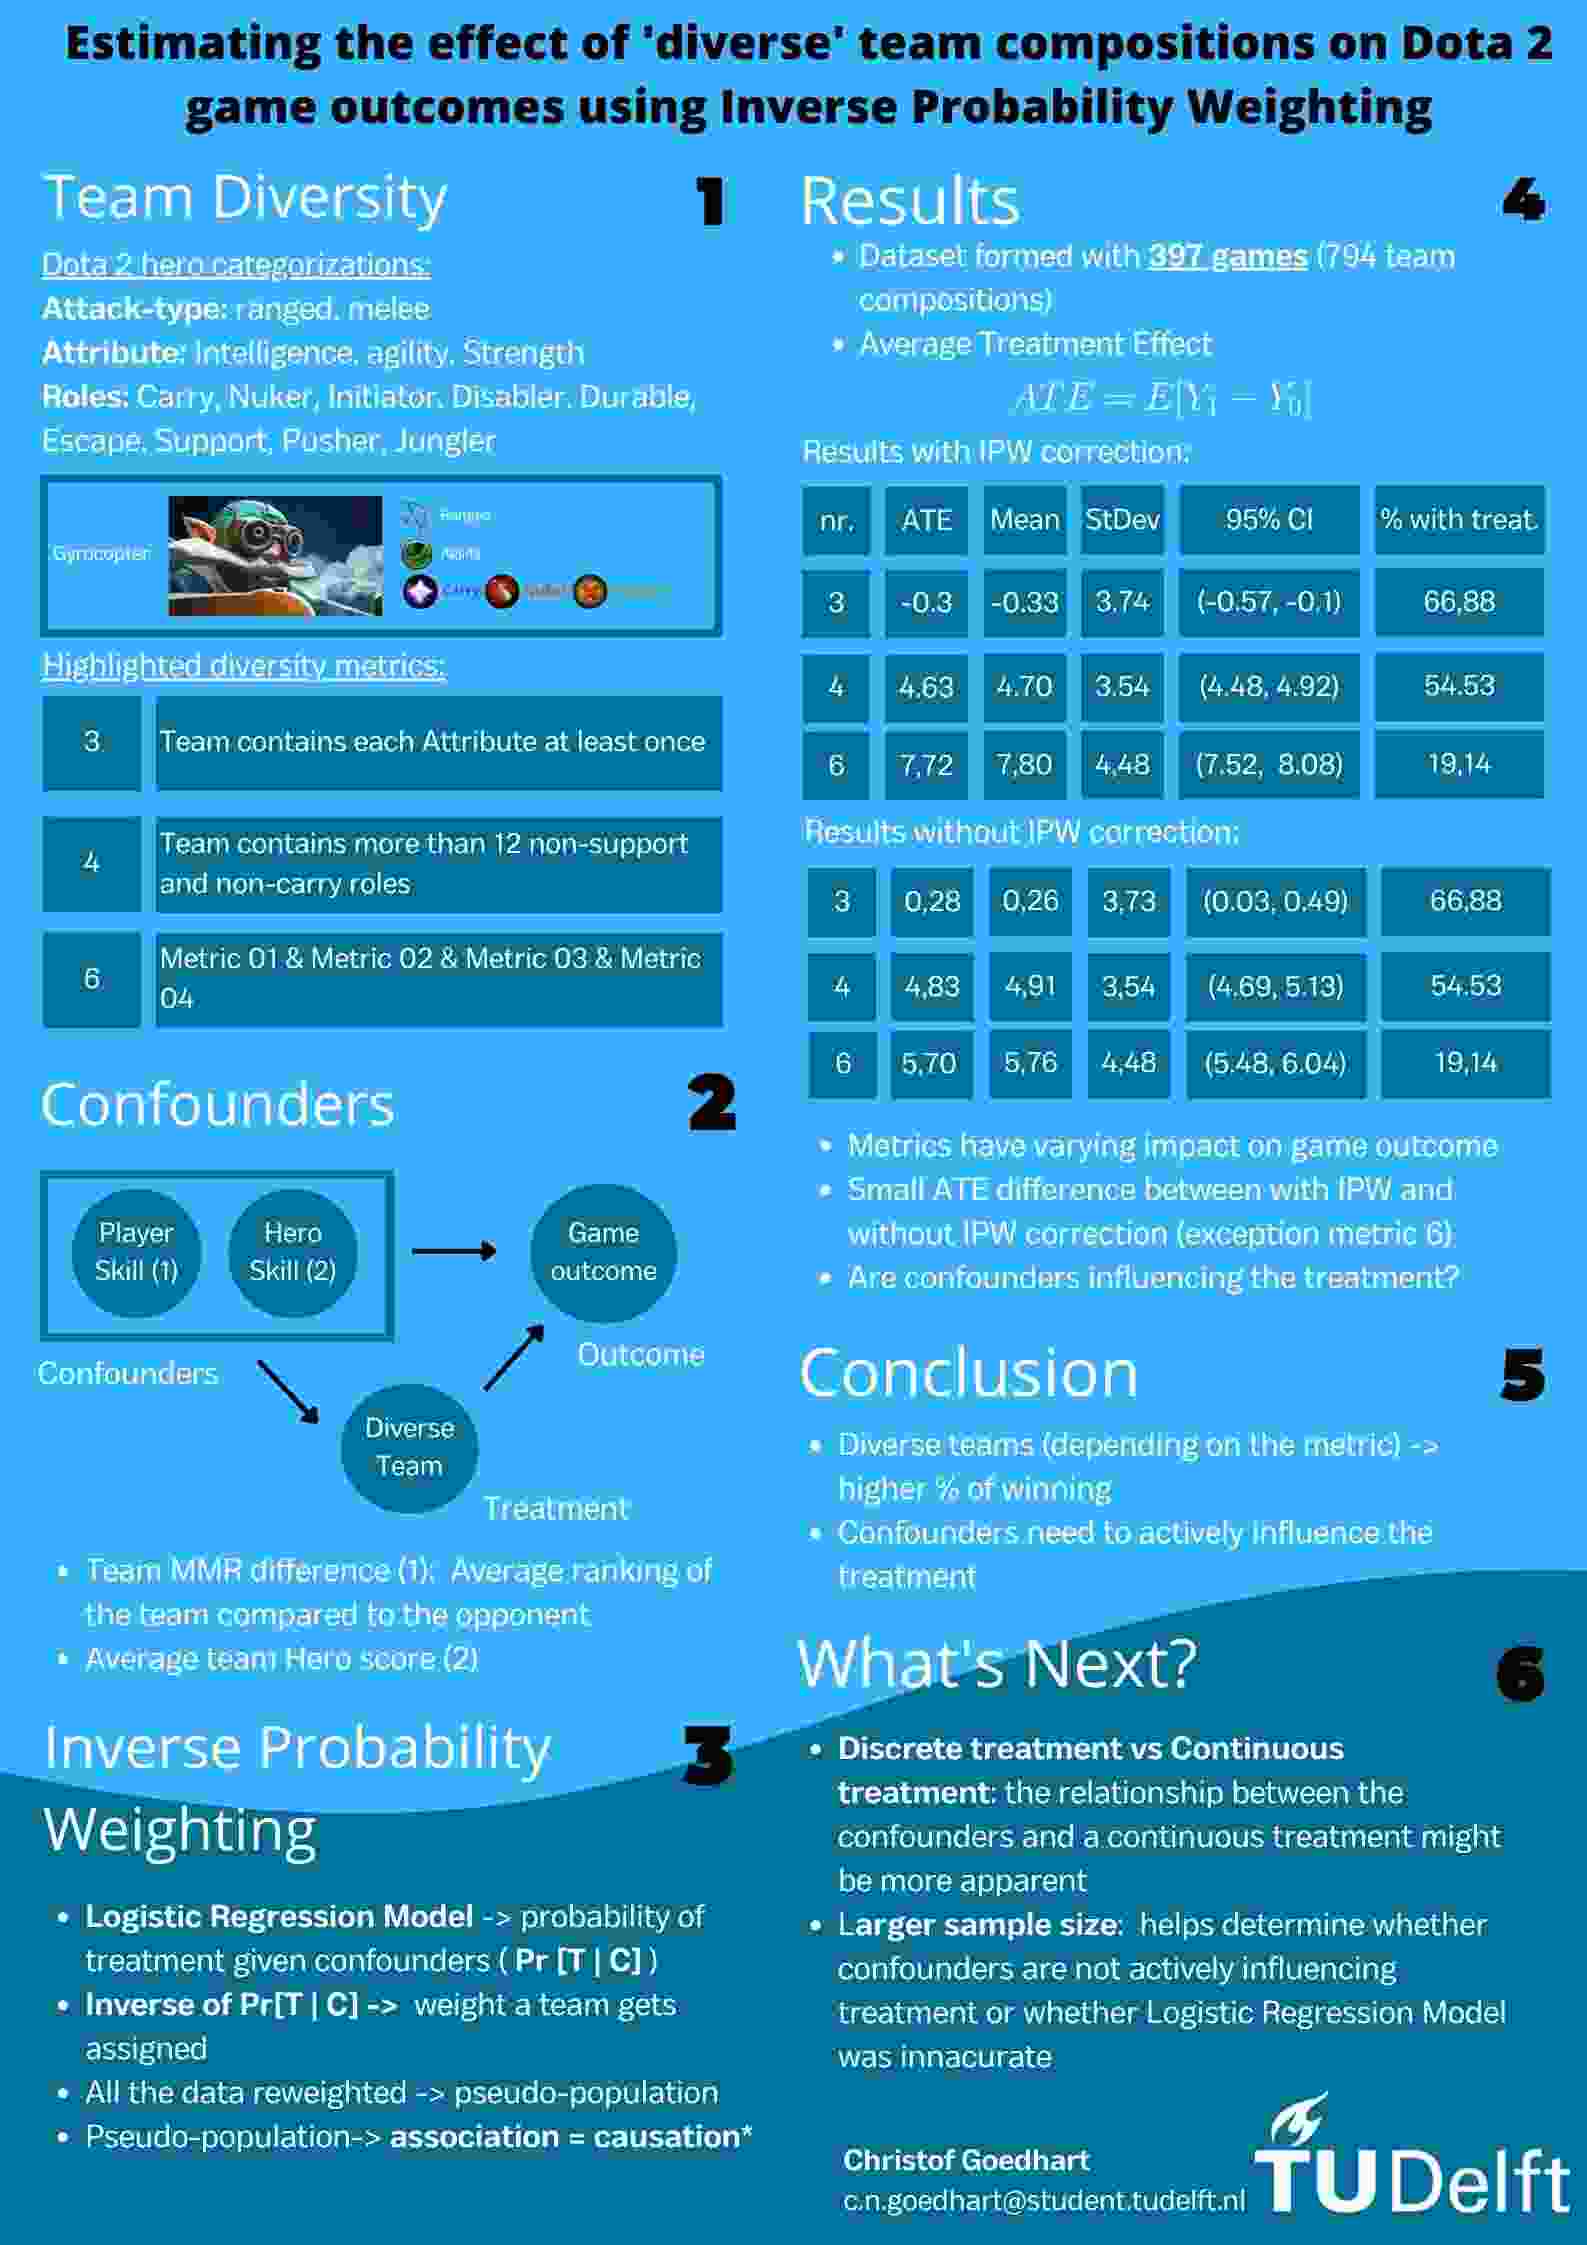 Estimating the effect of 'diverse' team compositions on Dota 2
game outcomes using Inverse Probability Weighting
Team Diversity
1
Dota 2 hero categorizations:
Attack-type: ranged, melee
Attribute: Intelligence, agility, Strength
Roles: Carry, Nuker, Initiator, Disabler, Durable,
Escape, Support, Pusher, Jungler
Gyrocopter
Ranged
Agility
Carry Nuker
Highlighted diversity metrics:
3 Team contains each Attribute at least once
4 Team contains more than 12 non-support
and non-carry roles
6 Metric 01 & Metric 02 & Metric 03 & Metric
04
Confounders
2
Player
Skill (1)
Hero
Skill (2)
Game
outcome
Confounders
Outcome
Diverse
Team
Treatment
• Team MMR difference (1): Average ranking of
the team compared to the opponent
• Average team Hero score (2)
Inverse Probability
Weighting
3
• Logistic Regression Model -> probability of
treatment given confounders ( Pr [T | C] )
• Inverse of Pr[T | C] -> weight a team gets
assigned
• All the data reweighted -> pseudo-population
• Pseudo-population-> association = causation*
Results
4
• Dataset formed with 397 games (794 team
compositions)
• Average Treatment Effect
ATE = E[Y1 − Y0]
Results with IPW correction:
nr. ATE Mean StDev 95% CI % with treat.
3 -0.3 -0.33 3,74 (-0.57, -0.1) 66,88
4 4.63 4.70 3.54 (4.48, 4.92) 54.53
6 7,72 7,80 4,48 (7.52, 8.08) 19,14
Results without IPW correction:
3 0,28 0,26 3,73 (0.03, 0.49) 66,88
4 4,83 4,91 3,54 (4.69, 5.13) 54.53
6 5,70 5,76 4,48 (5.48, 6.04) 19,14
• Metrics have varying impact on game outcome
• Small ATE difference between with IPW and
without IPW correction (exception metric 6)
• Are confounders influencing the treatment?
Conclusion
5
• Diverse teams (depending on the metric) ->
higher % of winning
• Confounders need to actively influence the
treatment
What's Next?
6
• Discrete treatment vs Continuous
treatment: the relationship between the
confounders and a continuous treatment might
be more apparent
• Larger sample size: helps determine whether
confounders are not actively influencing
treatment or whether Logistic Regression Model
was innacurate
Christof Goedhart
c.n.goedhart@student.tudelft.nl
TUDelft